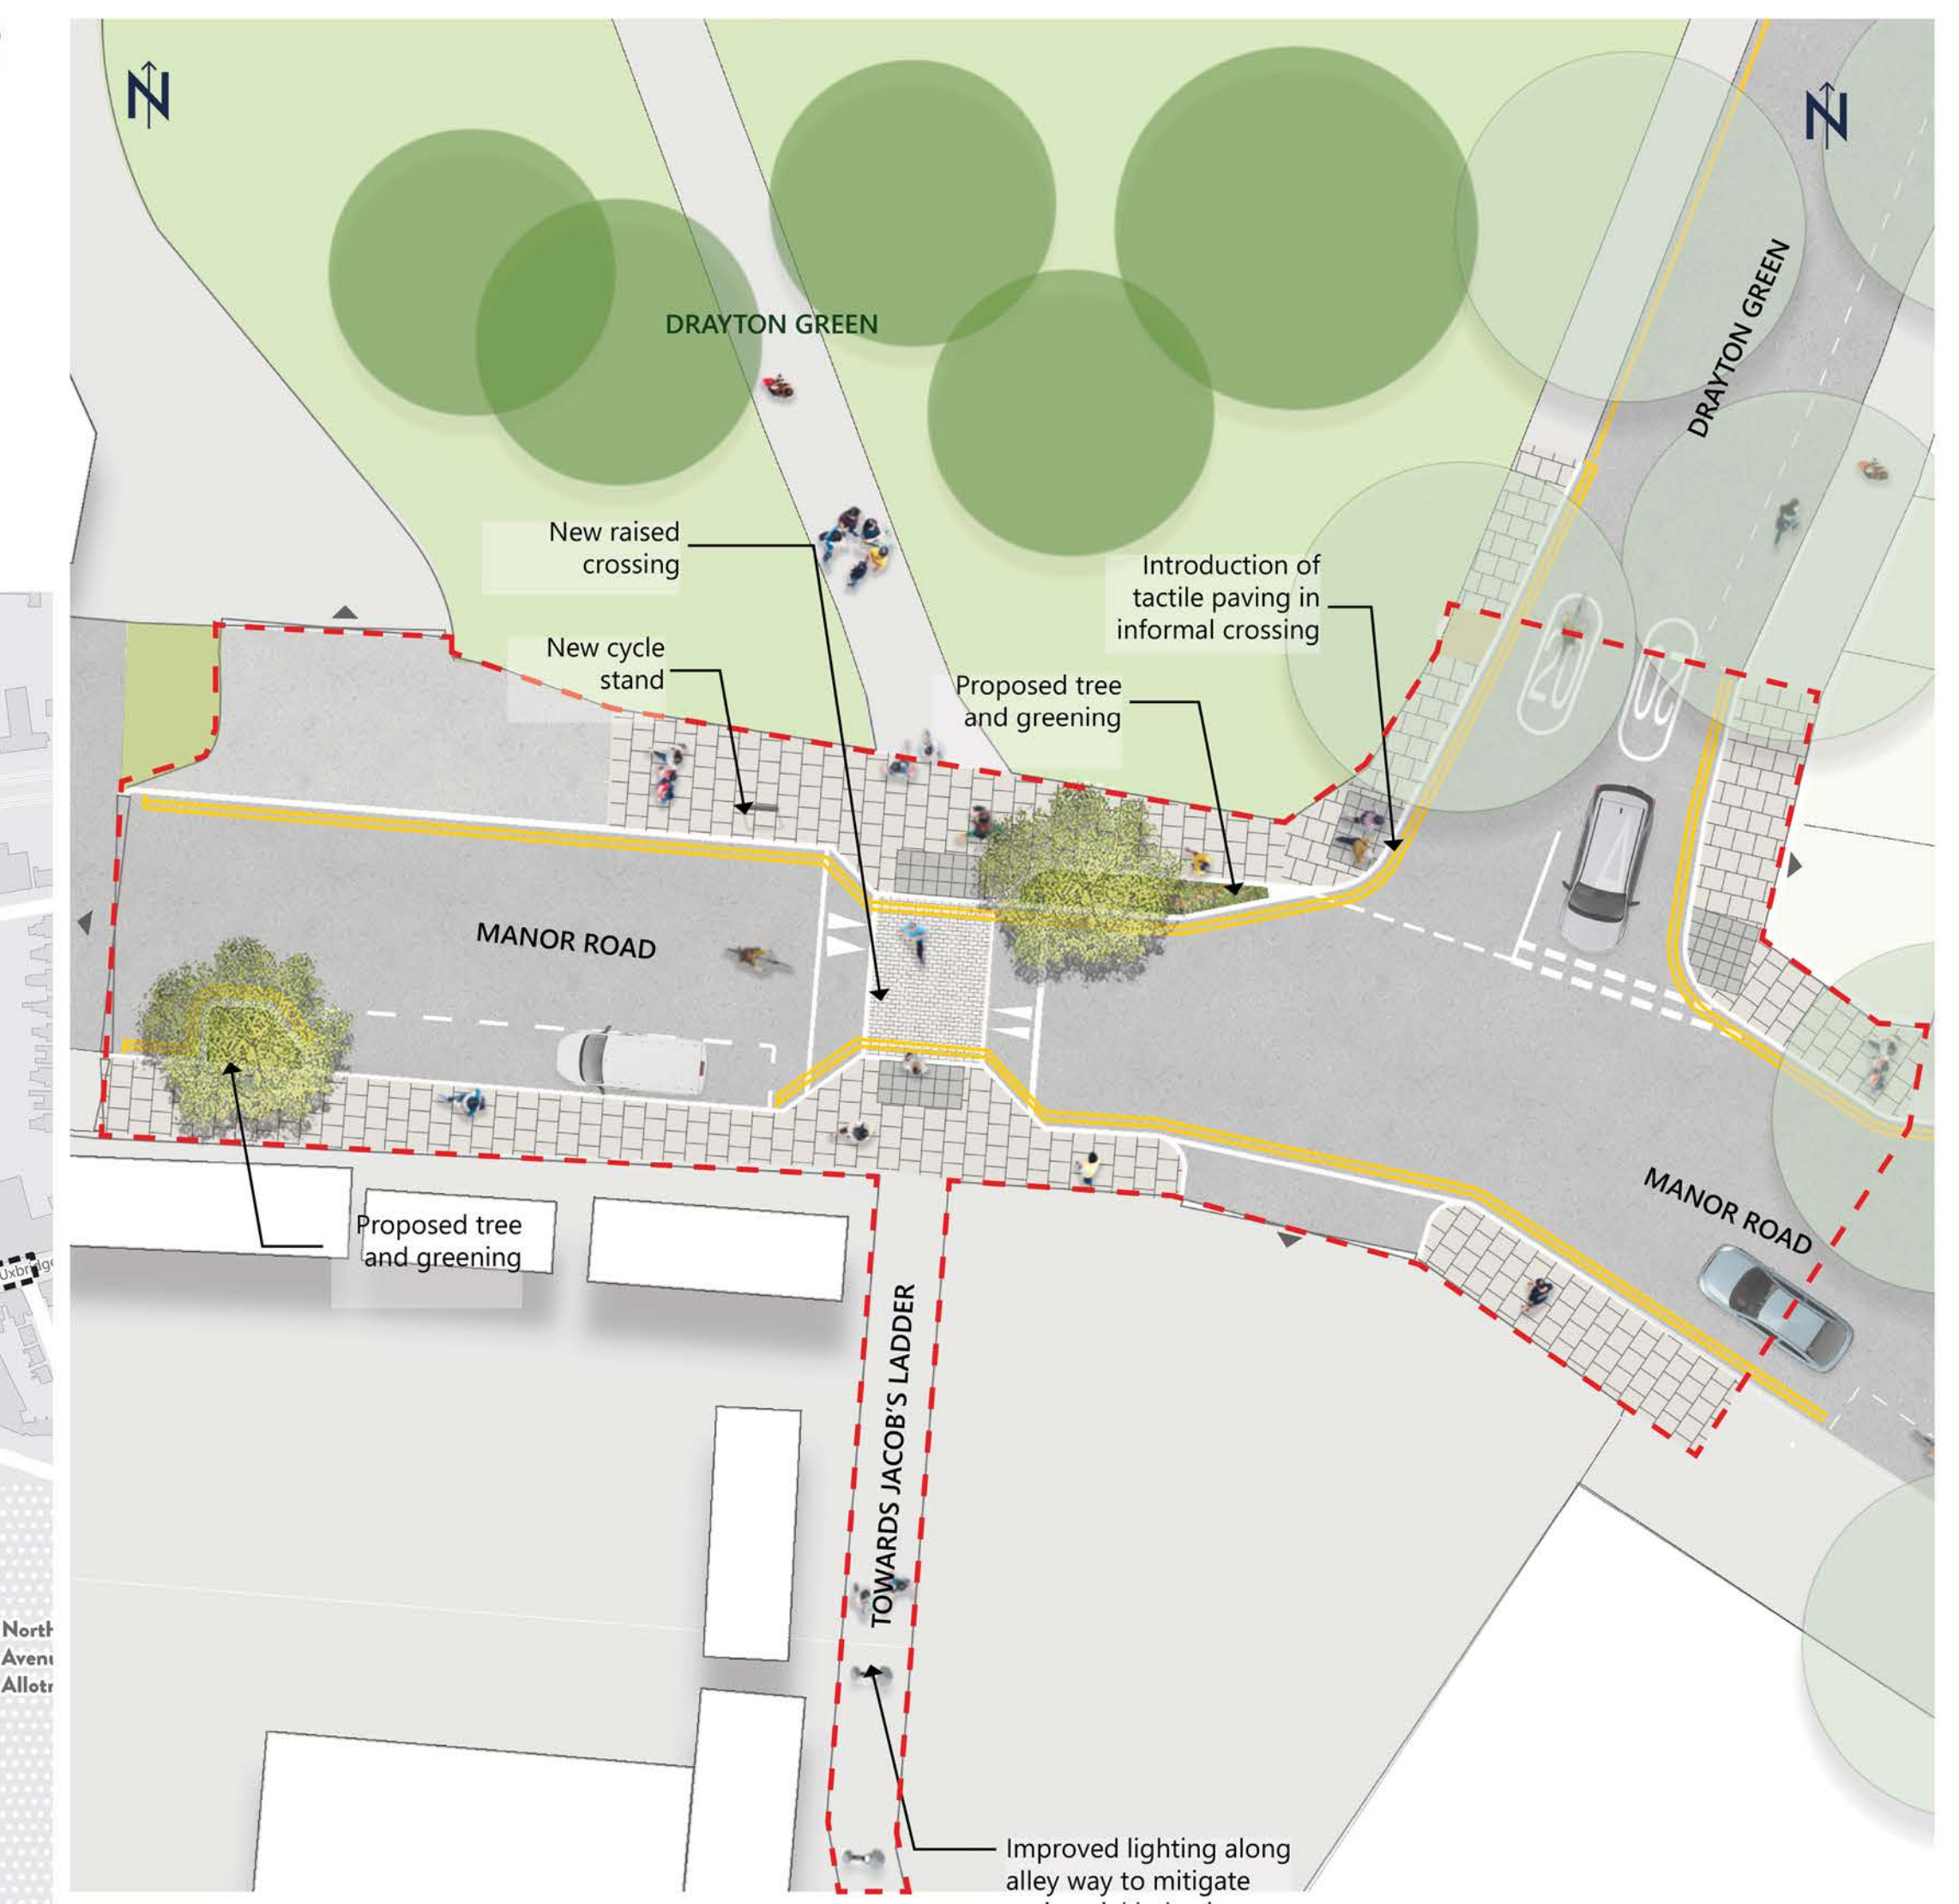 N
N
DRAYTON GREEN
DRAYTON GREEN
New raised
crossing
Introduction of
tactile paving in
informal crossing
New cycle
stand
Proposed tree
and greening
20
20
MANOR ROAD
MANOR ROAD
Proposed tree
and greening
TOWARDS JACOB'S LADDER
Improved lighting along
alley way to mitigate